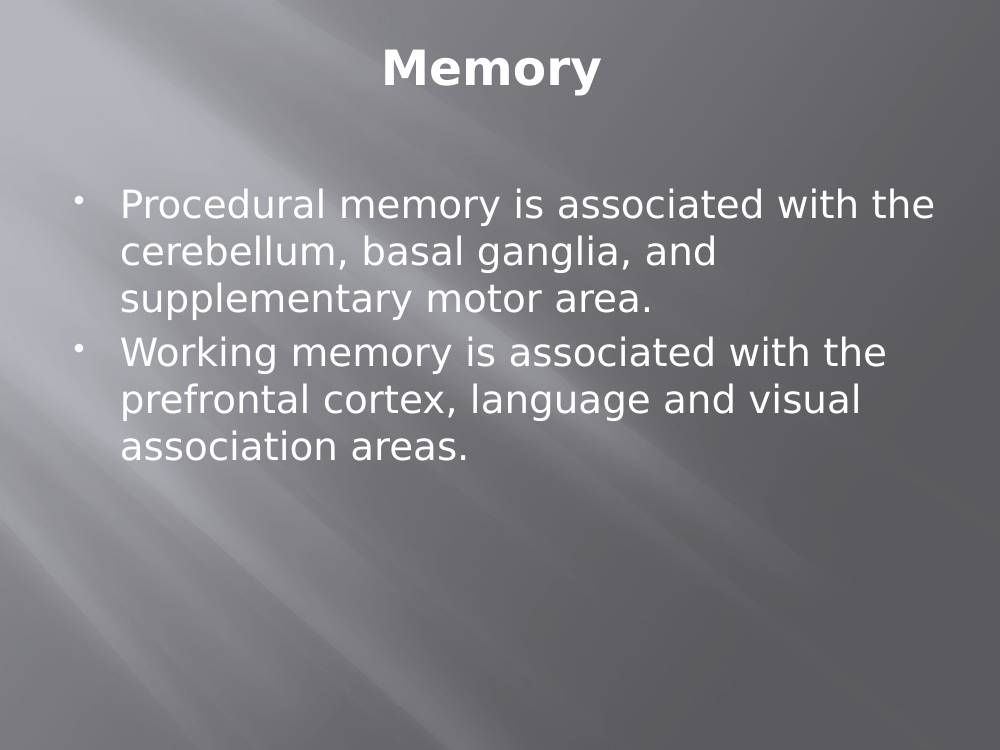 Memory
• Procedural memory is associated with the
cerebellum, basal ganglia, and
supplementary motor area.
• Working memory is associated with the
prefrontal cortex, language and visual
association areas.